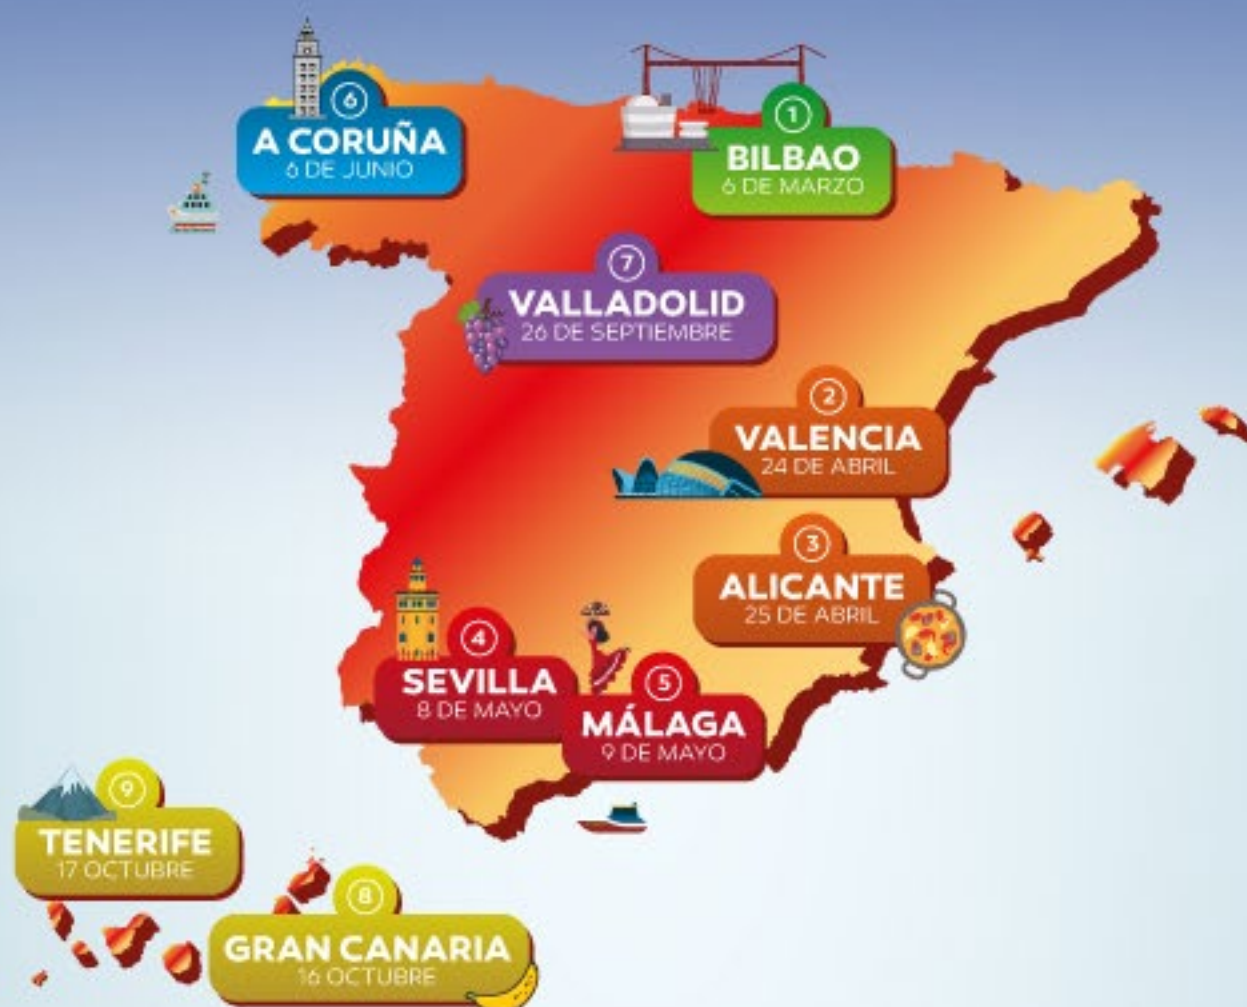 6
A CORUÑA
6 DE JUNIO
1
BILBAO
6 DE MARZO
7
VALLADOLID
26 DE SEPTIEMBRE
2
VALENCIA
24 DE ABRIL
3
ALICANTE
25 DE ABRIL
4
SEVILLA
8 DE MAYO
5
MÁLAGA
9 DE MAYO
9
TENERIFE
17 OCTUBRE
8
GRAN CANARIA
16 OCTUBRE